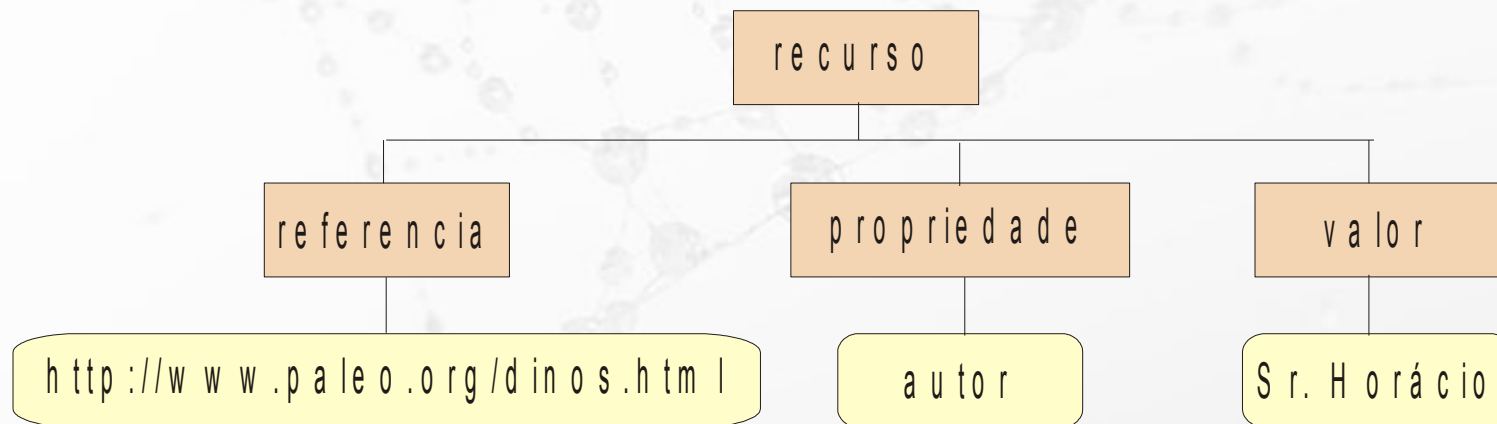 recurso
referencia
propriedade
valor
http://www.paleo.org/dinos.html
autor
Sr. Horácio